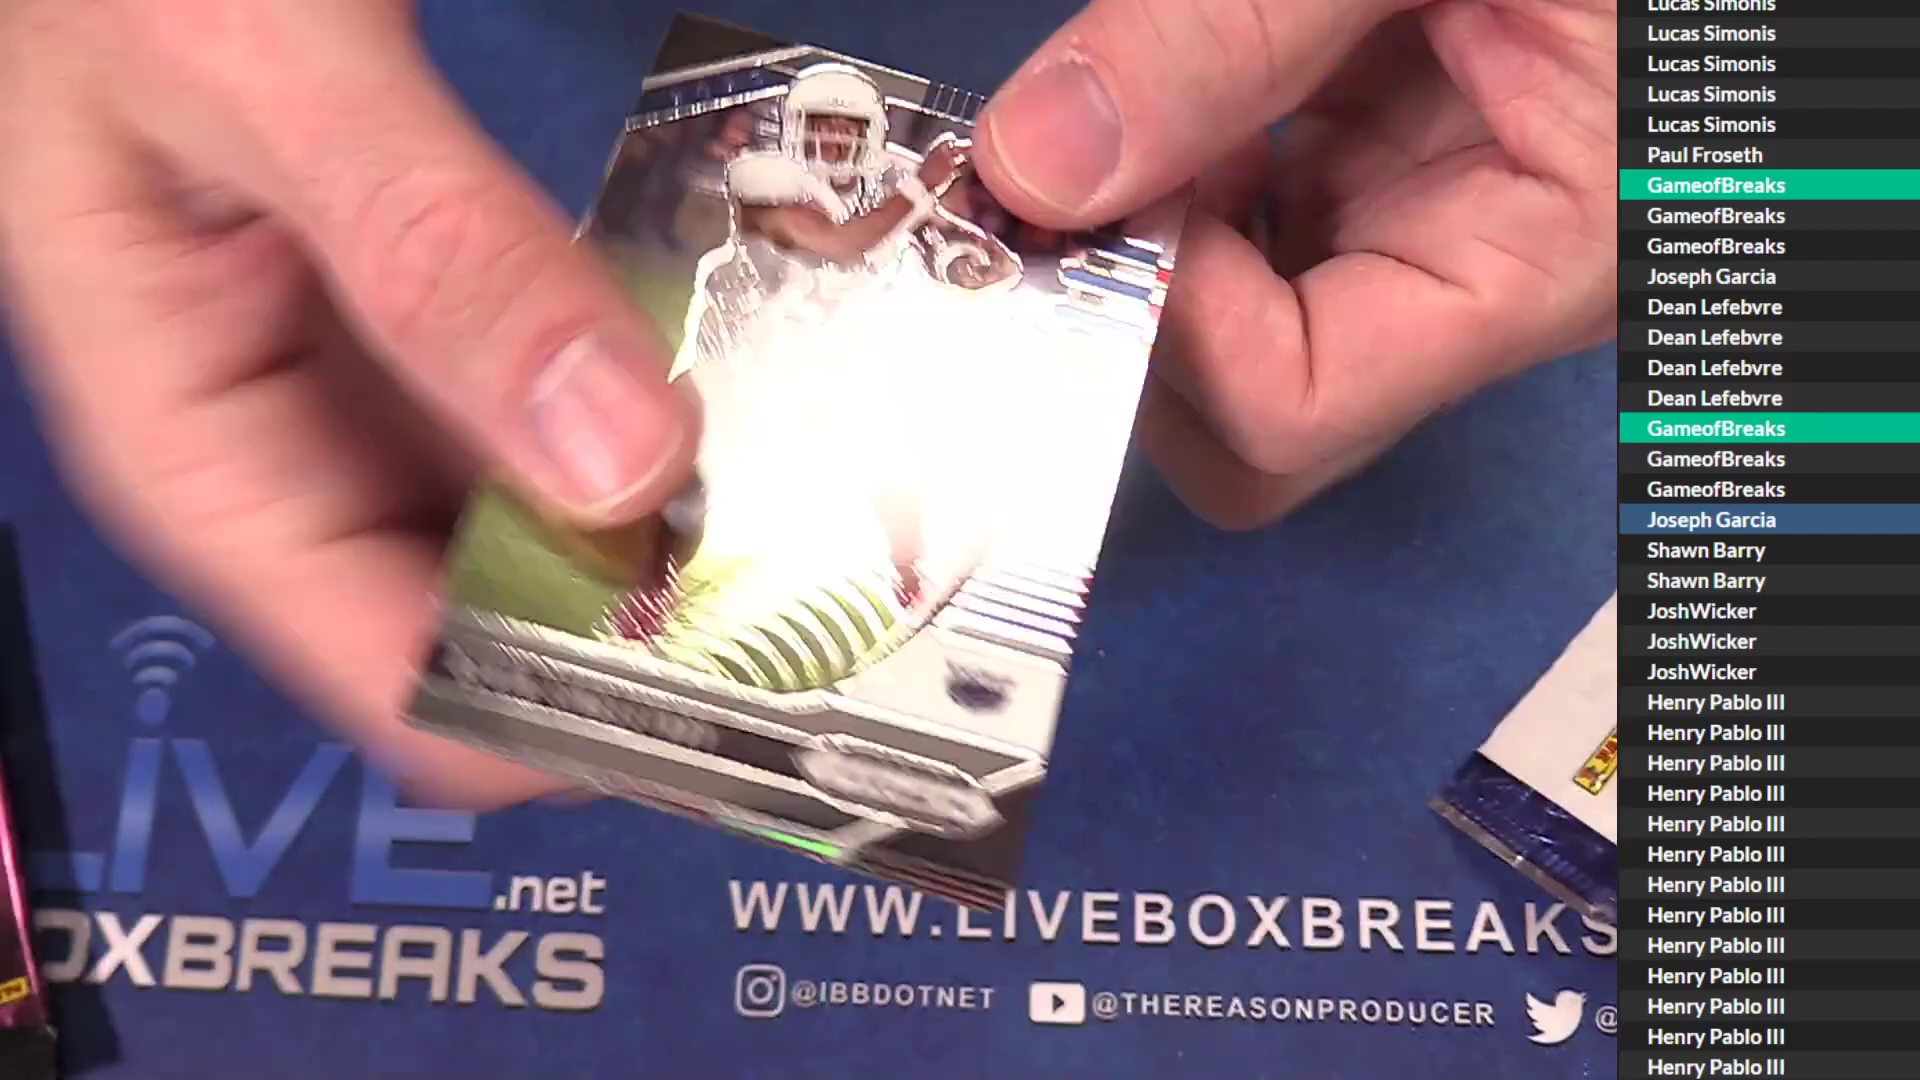 Lucas Simonis
Lucas Simonis
Lucas Simonis
Lucas Simonis
Lucas Simonis
Paul Froseth
GameofBreaks
GameofBreaks
GameofBreaks
Joseph Garcia
Dean Lefebvre
Dean Lefebvre
Dean Lefebvre
Dean Lefebvre
GameofBreaks
GameofBreaks
GameofBreaks
Joseph Garcia
Shawn Barry
Shawn Barry
JoshWicker
JoshWicker
JoshWicker
Henry Pablo III
Henry Pablo III
Henry Pablo III
Henry Pablo III
Henry Pablo III
Henry Pablo III
Henry Pablo III
Henry Pablo III
Henry Pablo III
Henry Pablo III
Henry Pablo III
Henry Pablo III
Henry Pablo III
LIVE
.net
OXBREAKS
WWW.LIVEBOXBREAKS
@IBBDOTNET
@THEREASONPRODUCER
@